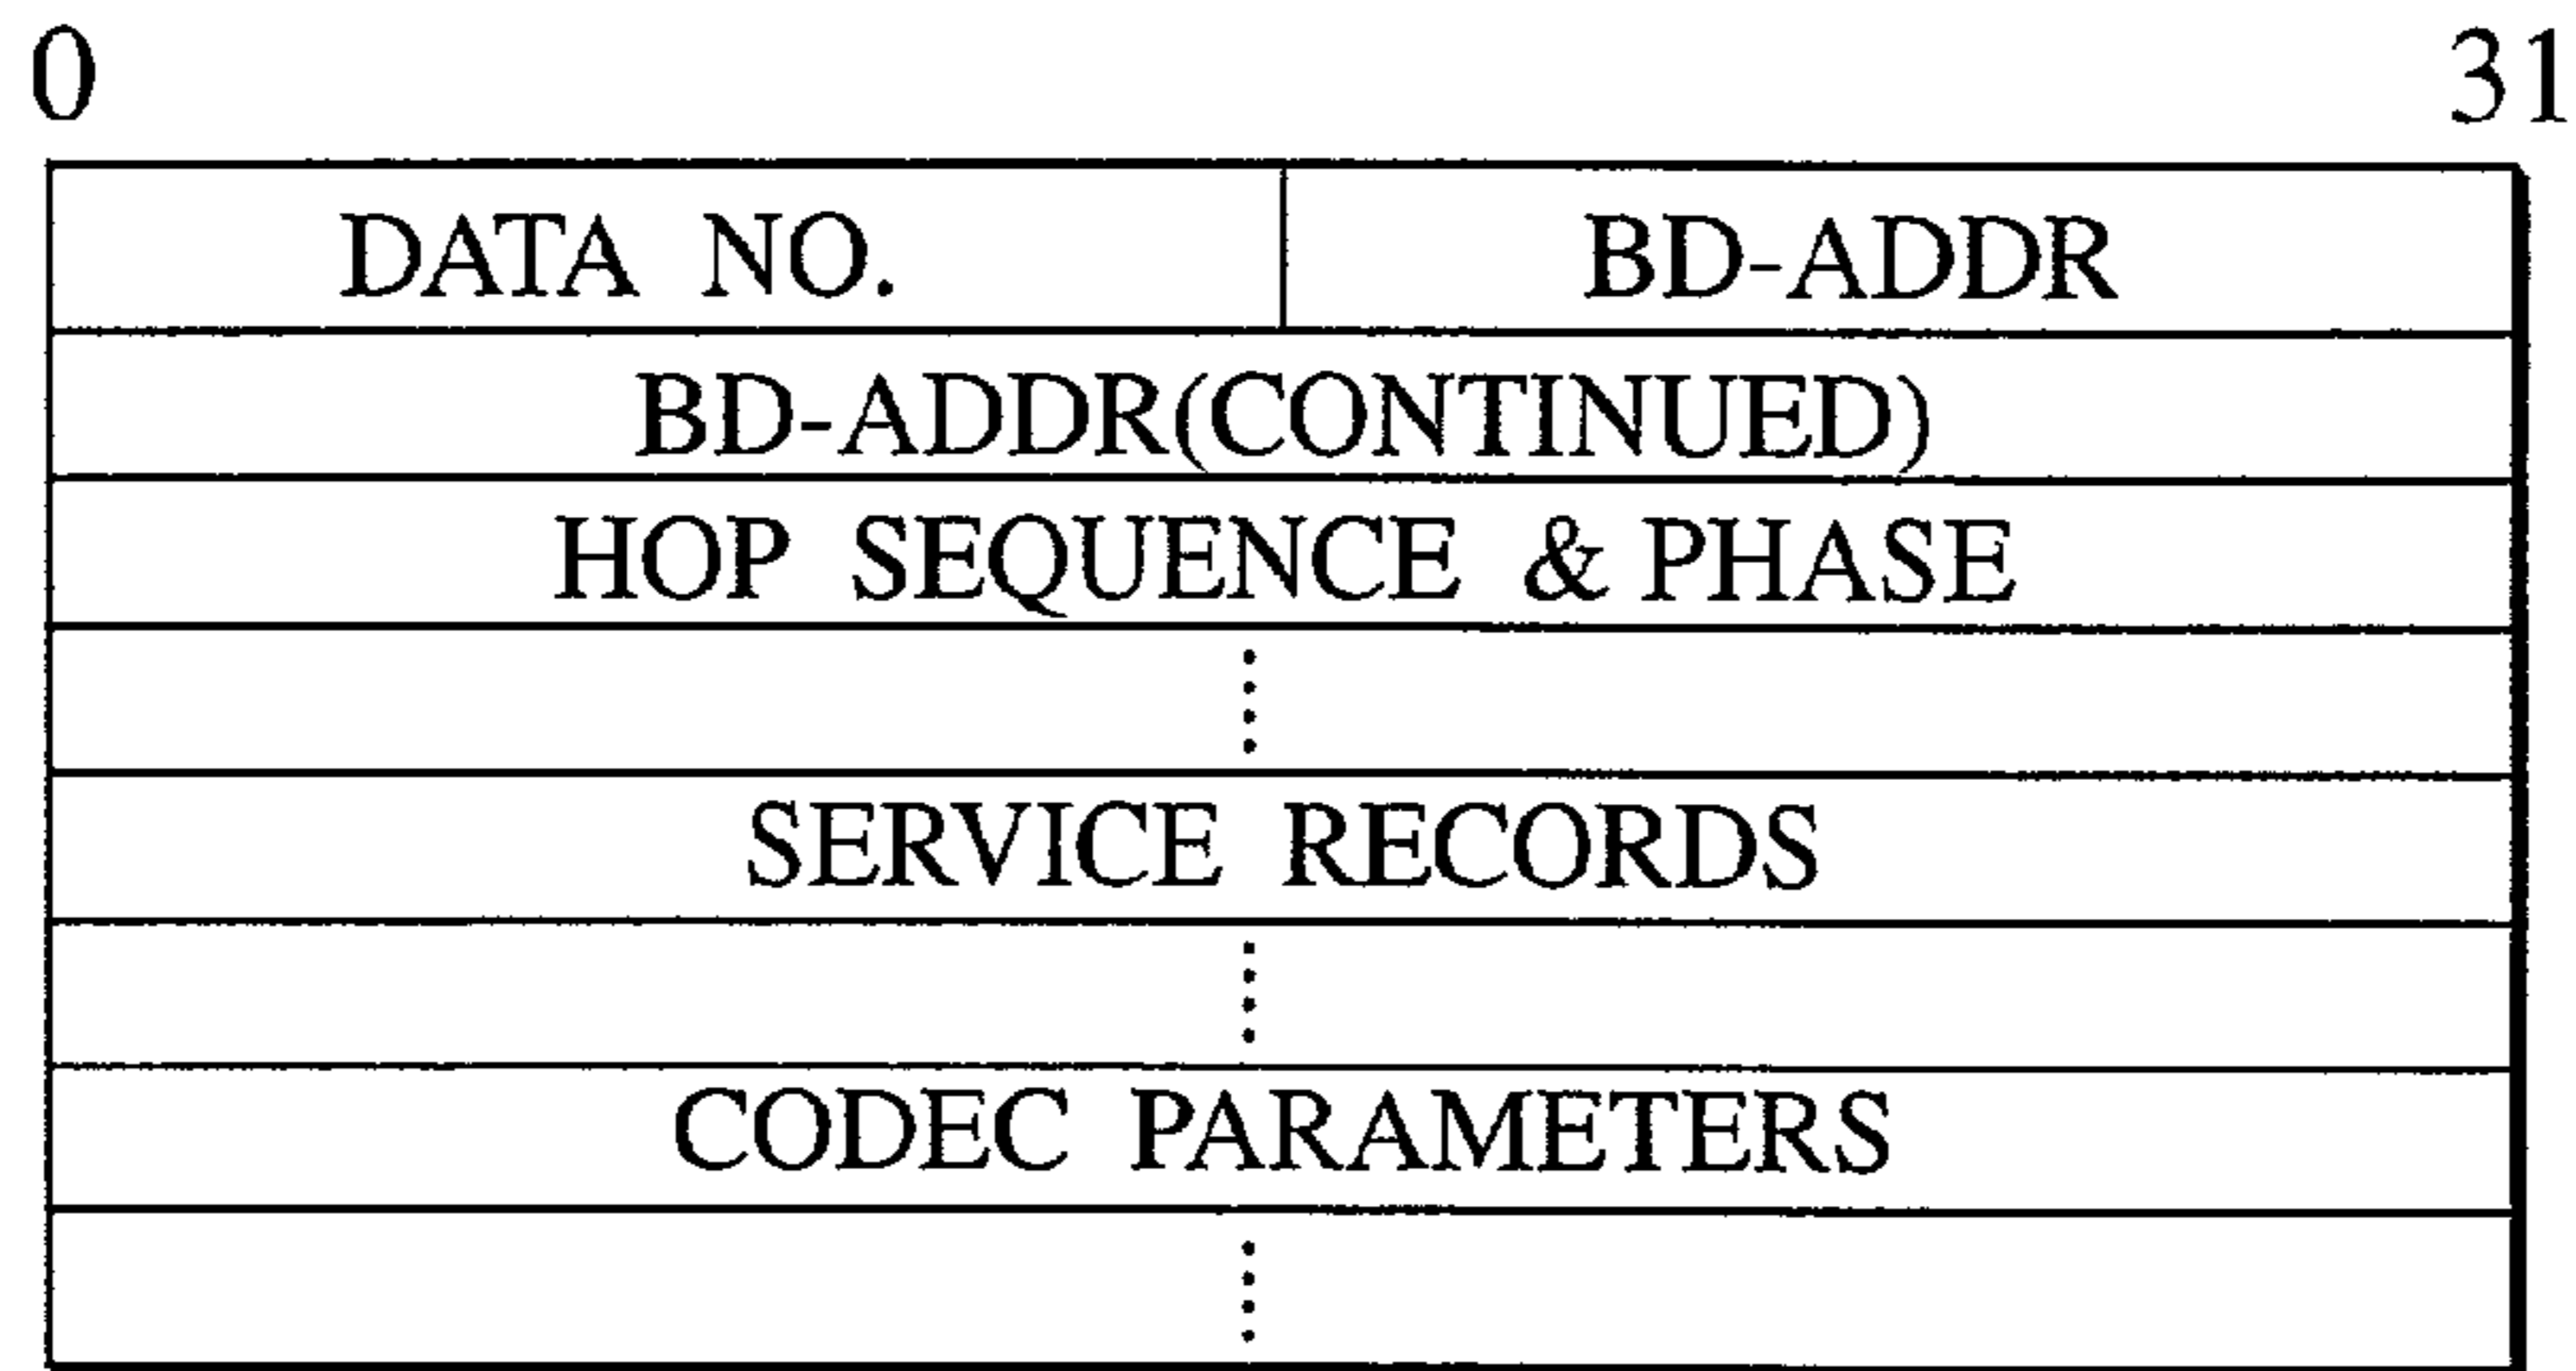 0 31
DATA NO. BD-ADDR
BD-ADDR(CONTINUED)
HOP SEQUENCE & PHASE
SERVICE RECORDS
CODEC PARAMETERS